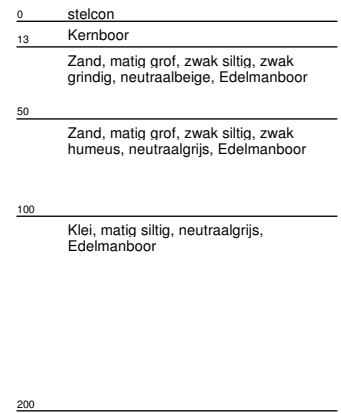 0 stelcon
13 Kernboor
Zand, matig grof, zwak siltig, zwak
grindig, neutraalbeige, Edelmanboor
50
Zand, matig grof, zwak siltig, zwak
humeus, neutraalgrijs, Edelmanboor
100
Klei, matig siltig, neutraalgrijs,
Edelmanboor
200